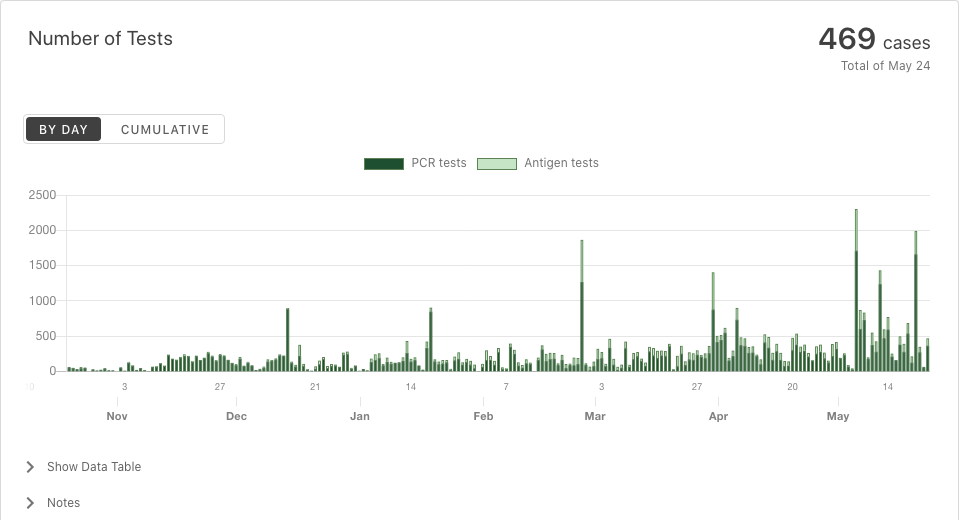 Number of Tests
469 cases
Total of May 24
BY DAY CUMULATIVE
PCR tests Antigen tests
2500
2000
1500
1000
500
0
3 27 21 14 7 3 27 20 14
Nov Dec Jan Feb Mar Apr May
Show Data Table
Notes